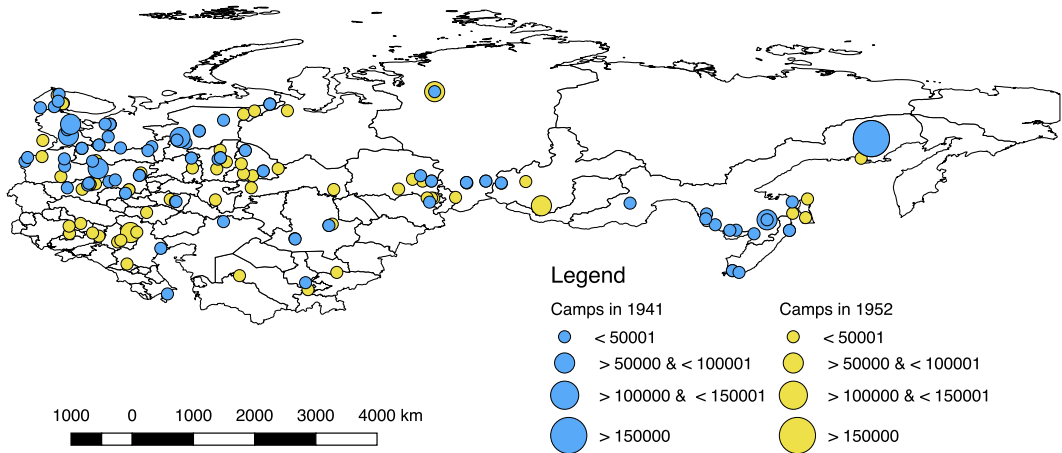 Legend
Camps in 1941 Camps in 1952
< 50001 < 50001
> 50000 & < 100001 > 50000 & < 100001
> 100000 & < 150001 > 100000 & < 150001
> 150000 > 150000
1000 0 1000 2000 3000 4000 km